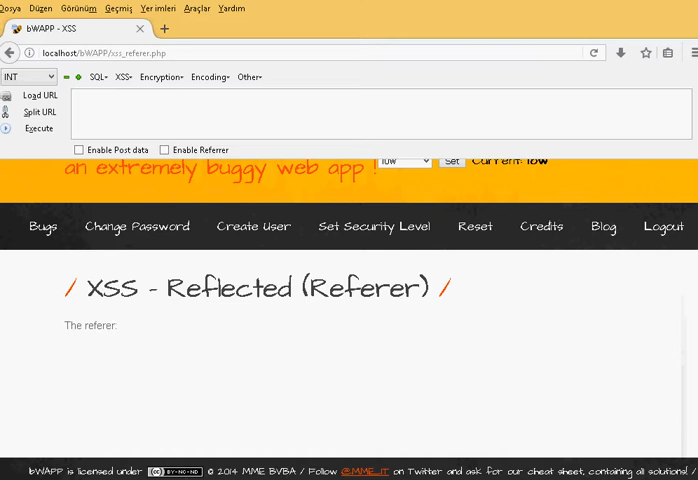 Dosya Düzen Görünüm Geçmiş Yer imleri Araçlar Yardım
bWAPP - XSS
localhost/bWAPP/xss_referer.php
INT SQL XSS Encryption Encoding Other
Load URL
Split URL
Execute
Enable Post data Enable Referrer
an extremely buggy web app !
low Set Current: low
Bugs Change Password Create User Set Security Level Reset Credits Blog Logout
/ XSS - Reflected (Referer) /
The referer:
bWAPP is licensed under BY-NC-ND © 2014 MME BVBA / Follow @MME_IT on Twitter and ask for our cheat sheet, containing all solutions! /